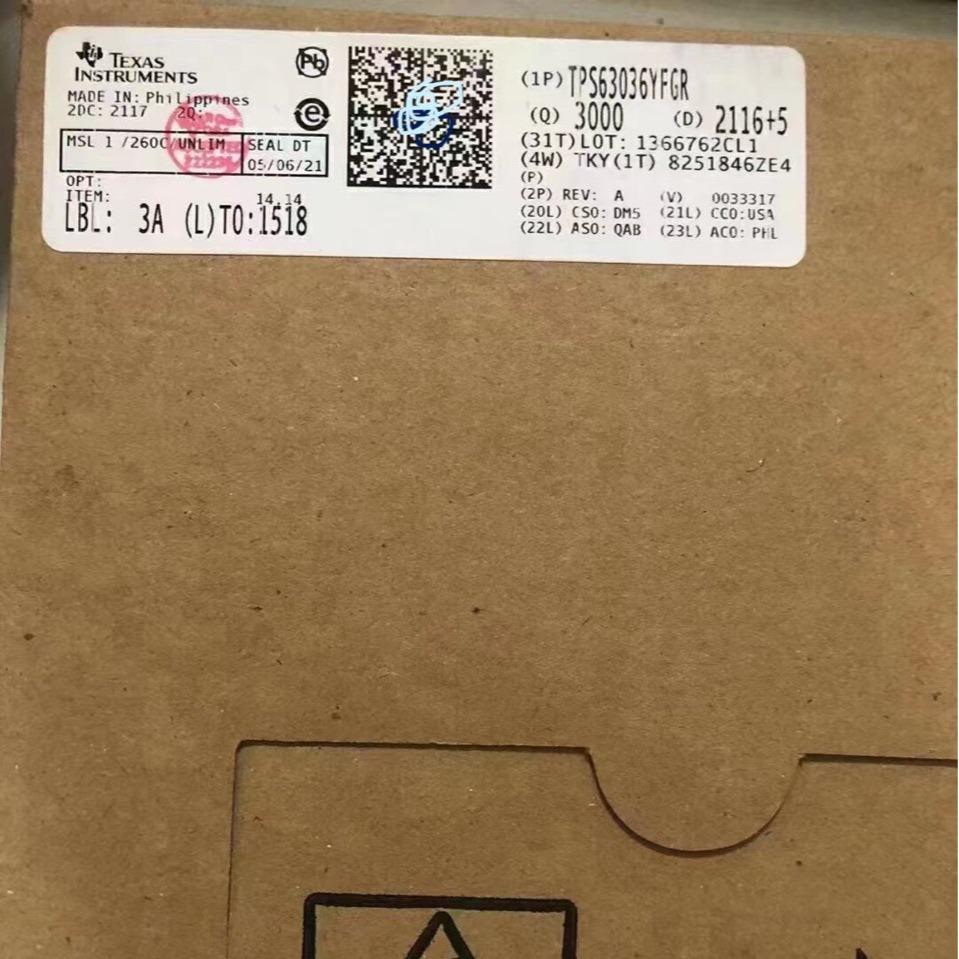 TEXAS
INSTRUMENTS
MADE IN: Philippines
2DC: 2117 2Q:
MSL 1 /260C/UNLIM
SEAL DT
05/06/21
OPT:
ITEM: 14.14
LBL: 3A (L)TO:1518
Pb
e
(1P) TPS63036YFGR
(Q) 3000 (D) 2116+5
(31T)LOT: 1366762CL1
(4W) TKY(1T) 8251846ZE4
(P)
(2P) REV: A (V) 0033317
(20L) CSO: DM5 (21L) CCO:USA
(22L) ASO: QAB (23L) ACO: PHL